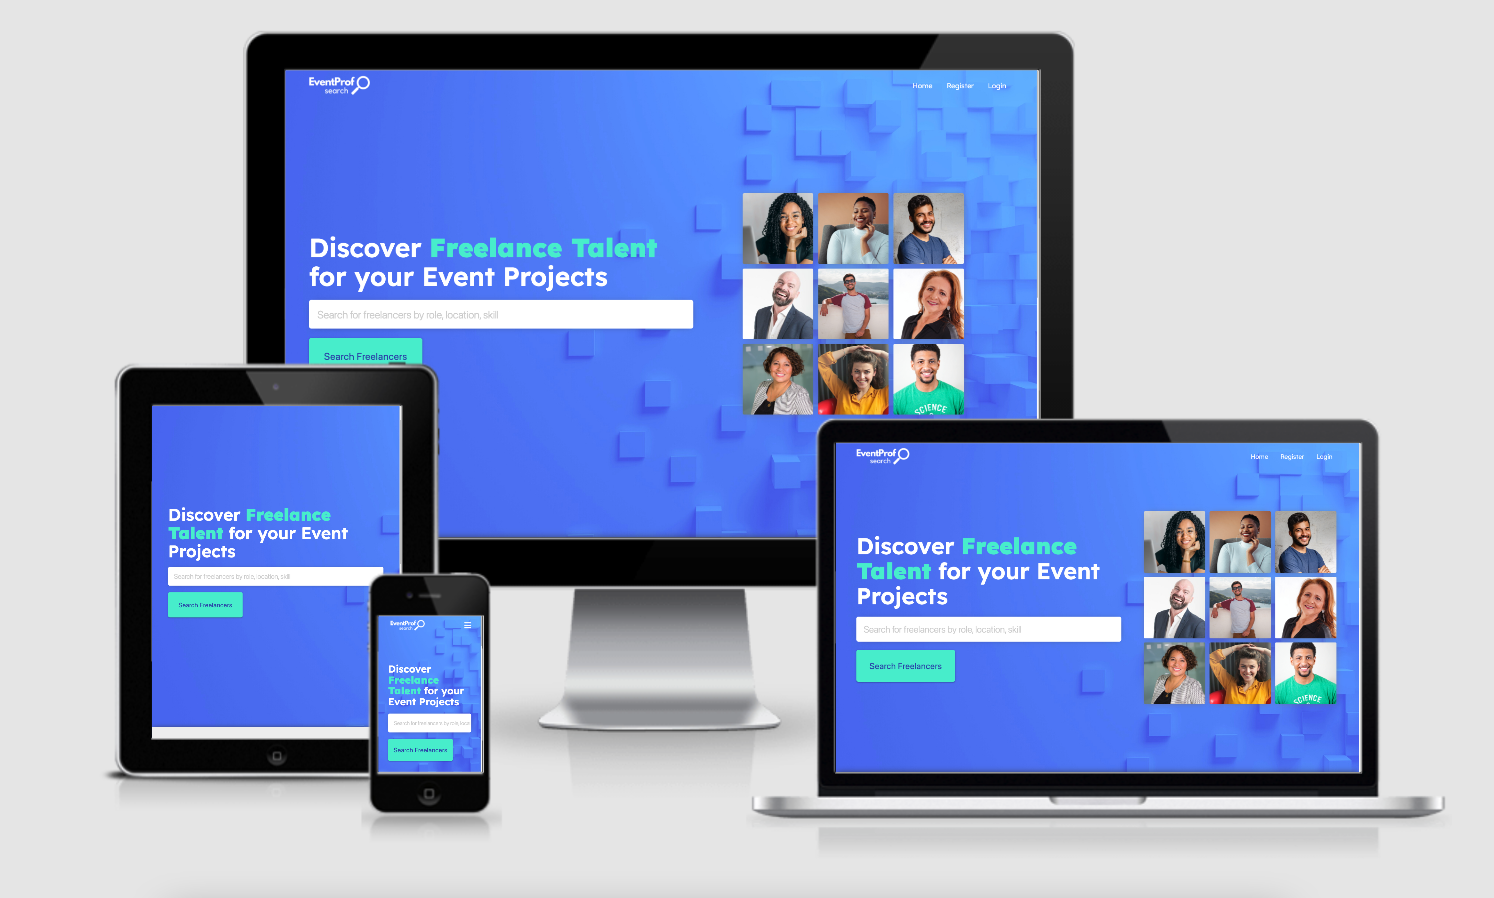 EventProf
search
Home Register Login
Discover Freelance Talent
for your Event Projects
Search for freelancers by role, location, skill
Search Freelancers
SCIENCE
Discover Freelance
Talent for your Event
Projects
Search for freelancers by role, location, skill
Search Freelancers
EventProf
search
Discover
Freelance
Talent for your
Event Projects
Search for freelancers by role, loca
Search Freelancers
EventProf
search
Home Register Login
Discover Freelance
Talent for your Event
Projects
Search for freelancers by role, location, skill
Search Freelancers
SCIENCE